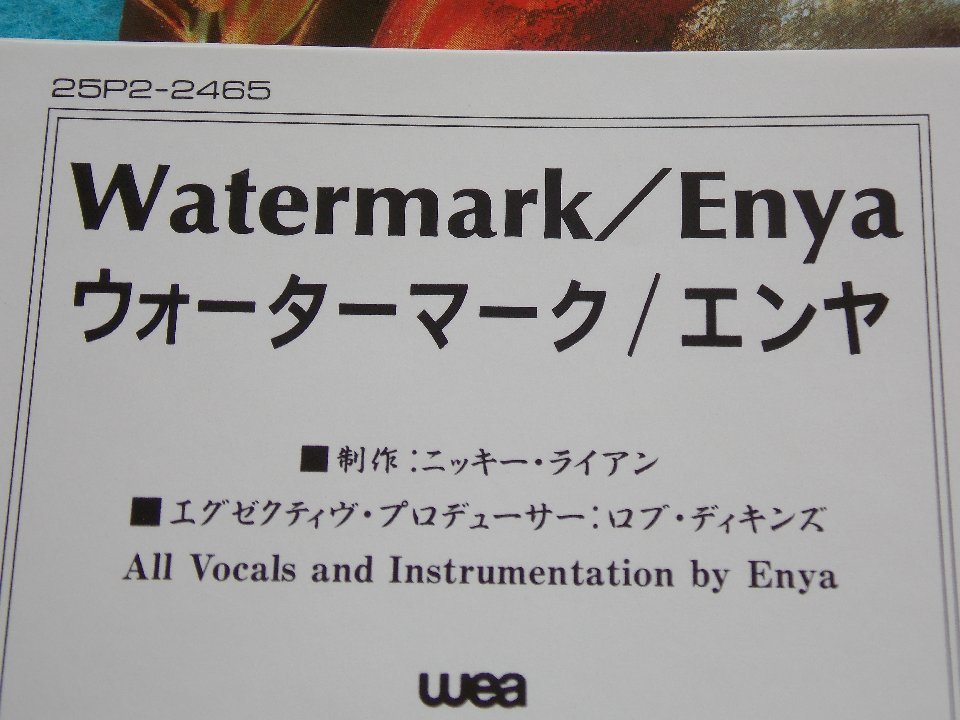 25P2-2465
Watermark/Enya
ウォーターマーク/エンヤ
■制作:ニッキー・ライアン
■エグゼクティヴ・プロデューサー:ロブ・ディキンズ
All Vocals and Instrumentation by Enya
wea